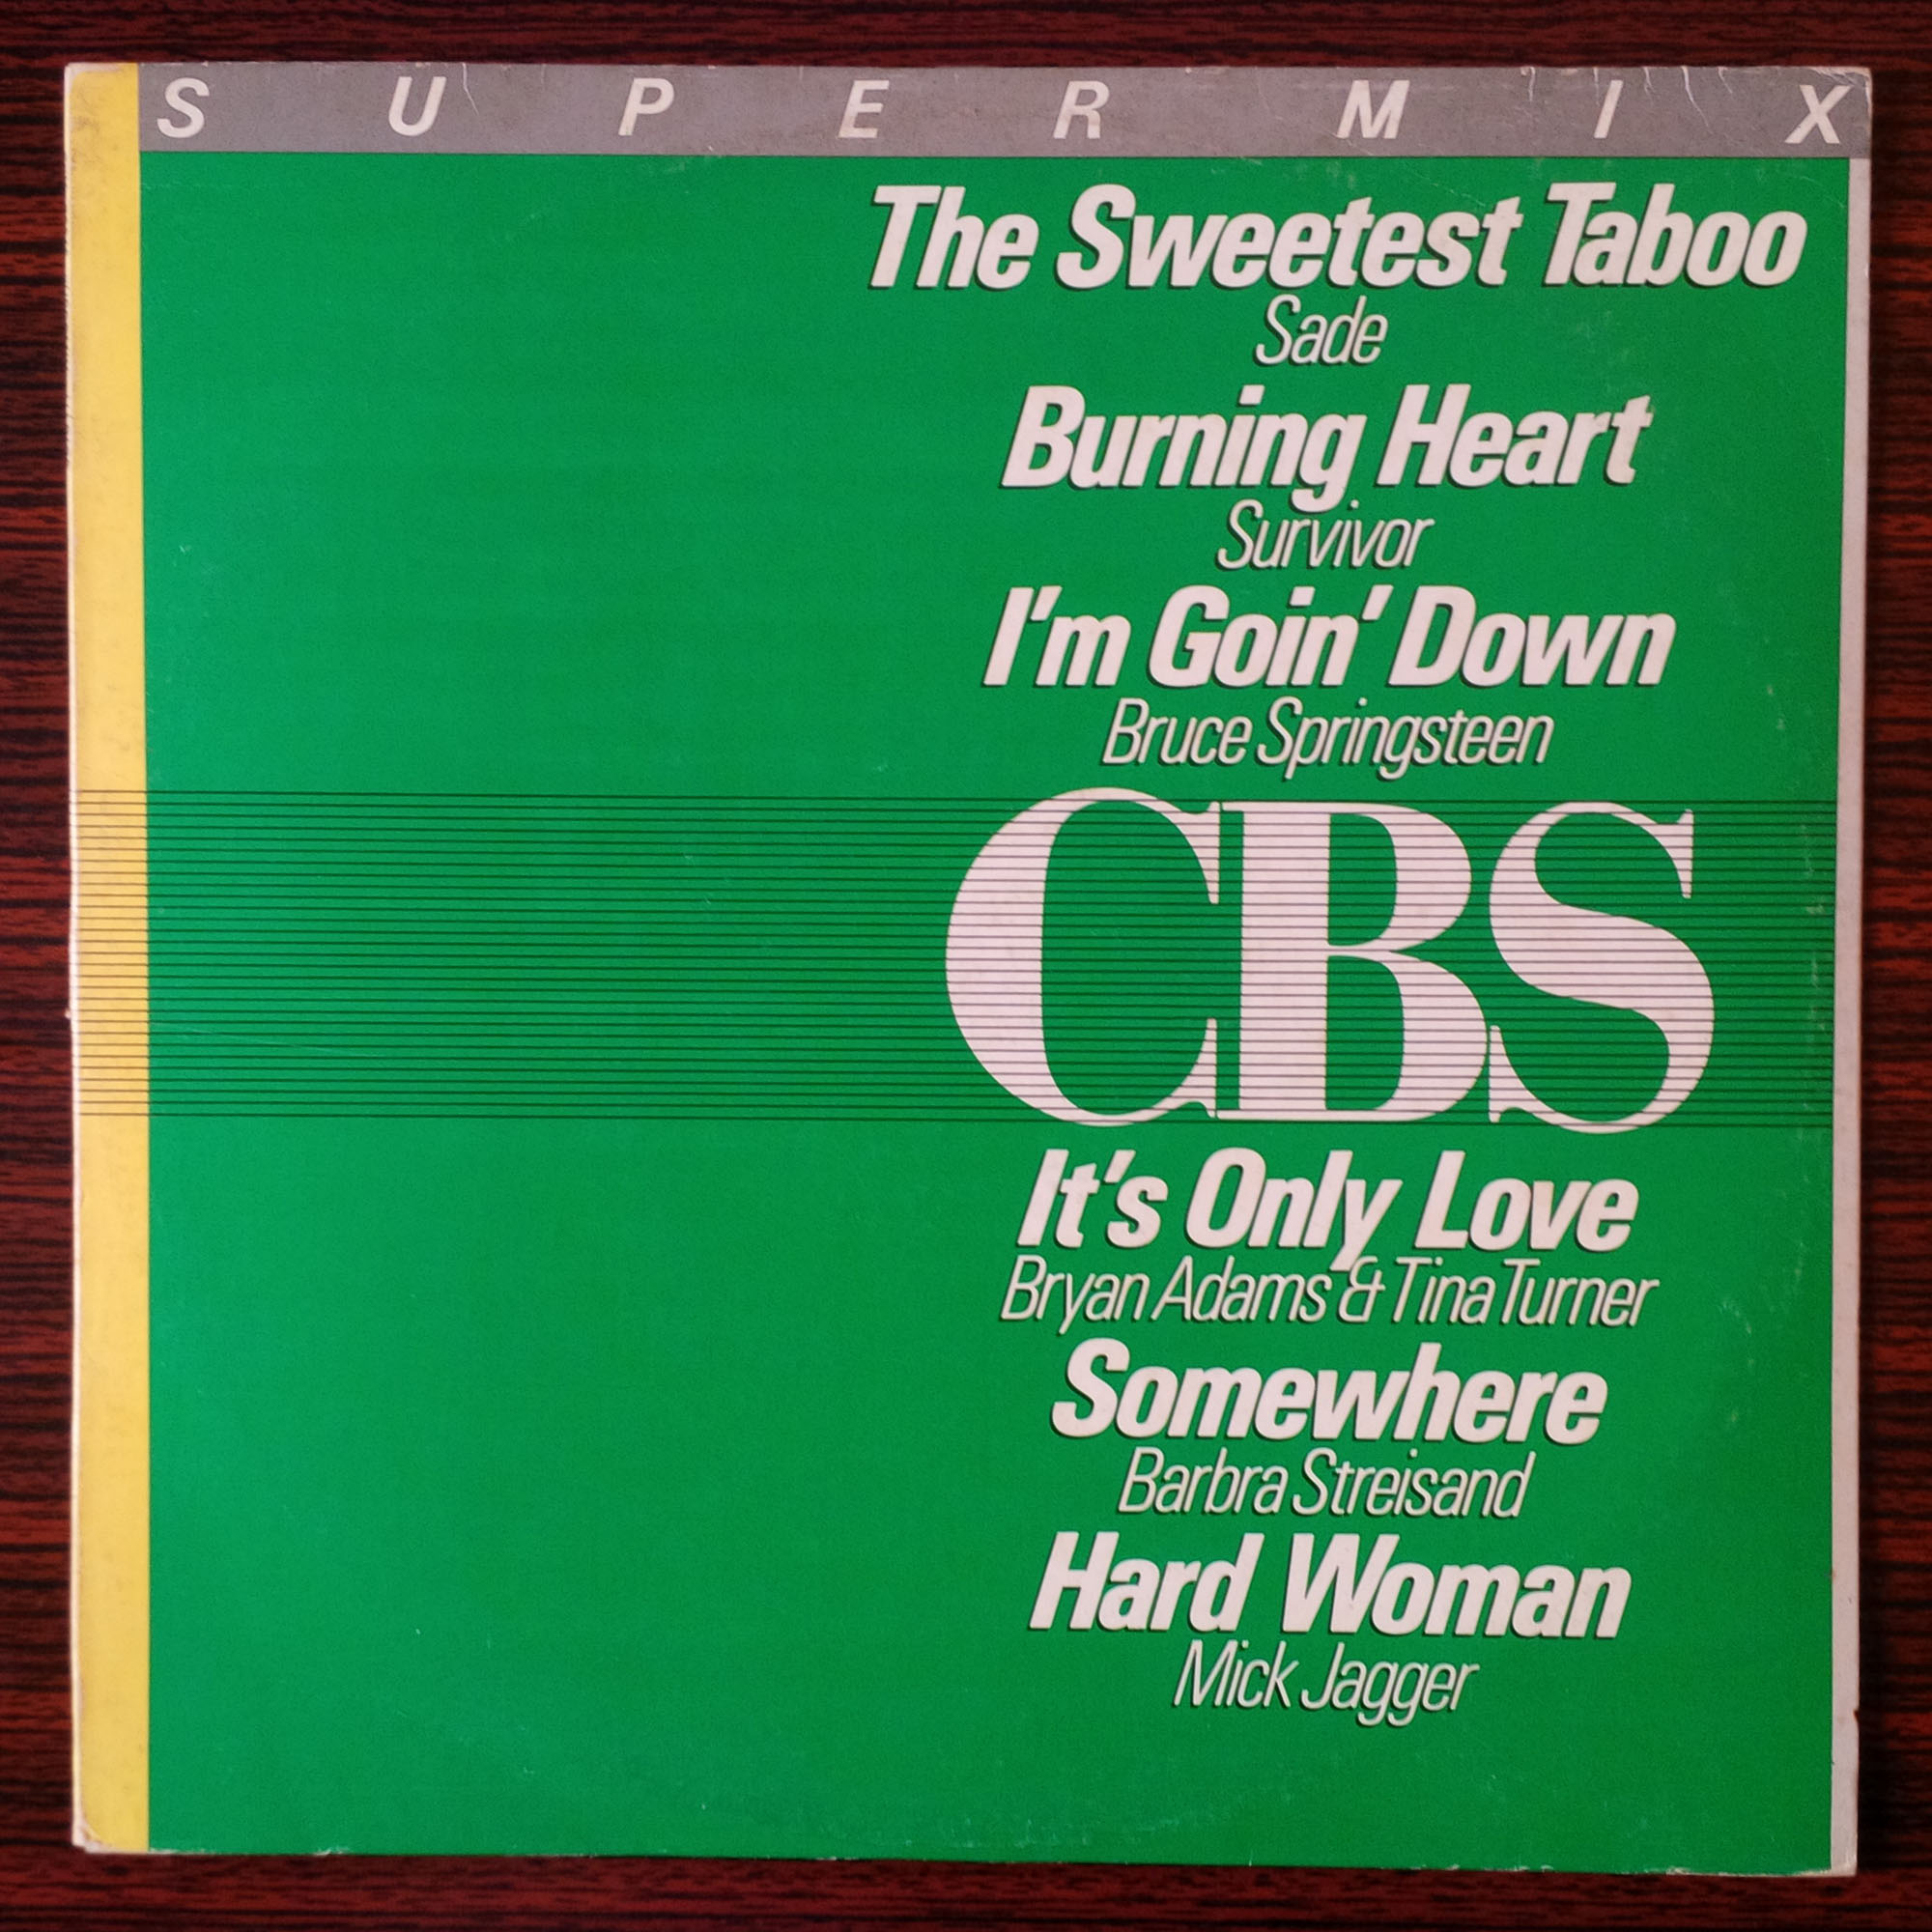 SUPERMIX
The Sweetest Taboo
Sade
Burning Heart
Survivor
I'm Goin' Down
Bruce Springsteen
CBS
It's Only Love
Bryan Adams & Tina Turner
Somewhere
Barbra Streisand
Hard Woman
Mick Jagger